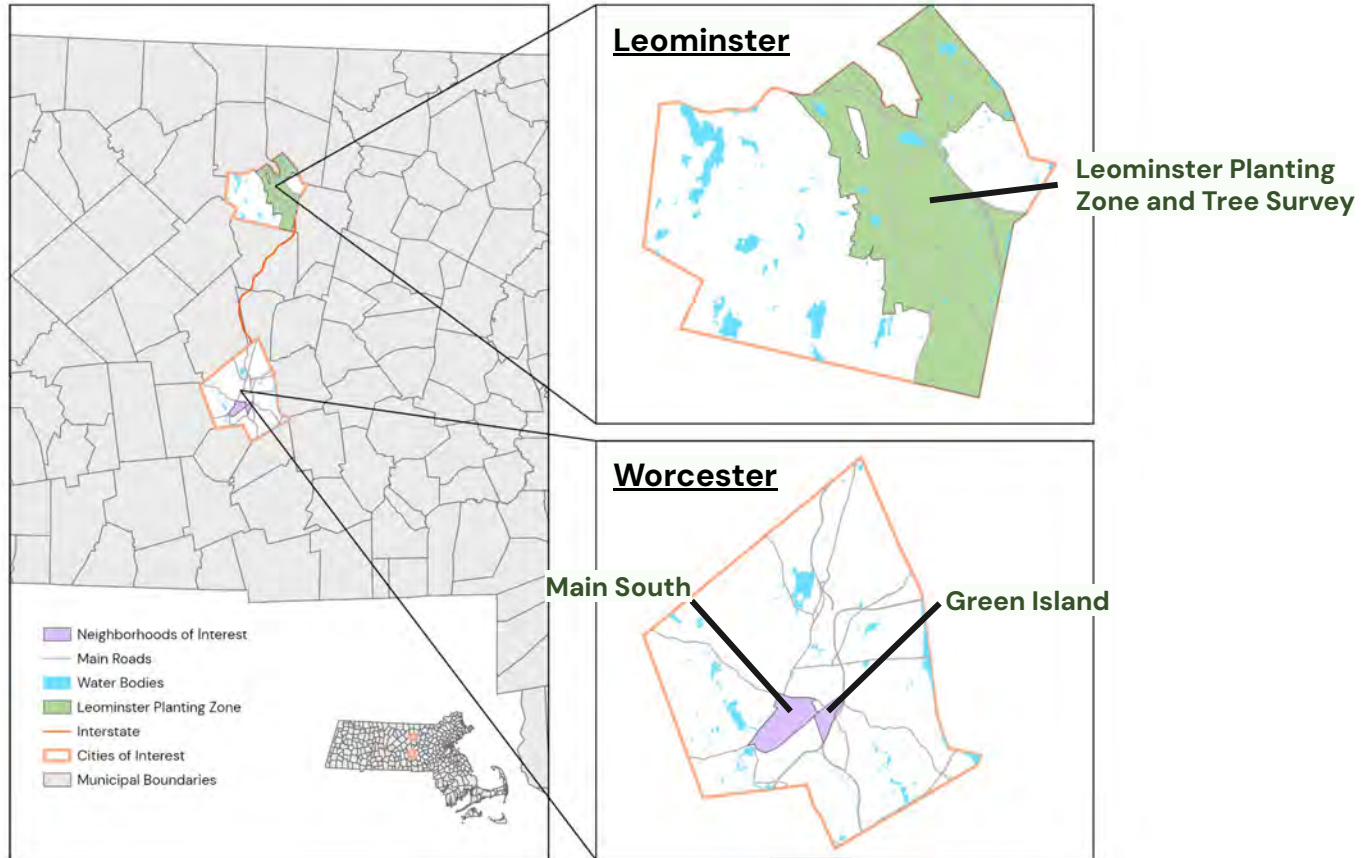 Leominster
Leominster Planting
Zone and Tree Survey
Worcester
Main South
Green Island
Neighborhoods of Interest
Main Roads
Water Bodies
Leominster Planting Zone
Interstate
Cities of Interest
Municipal Boundaries